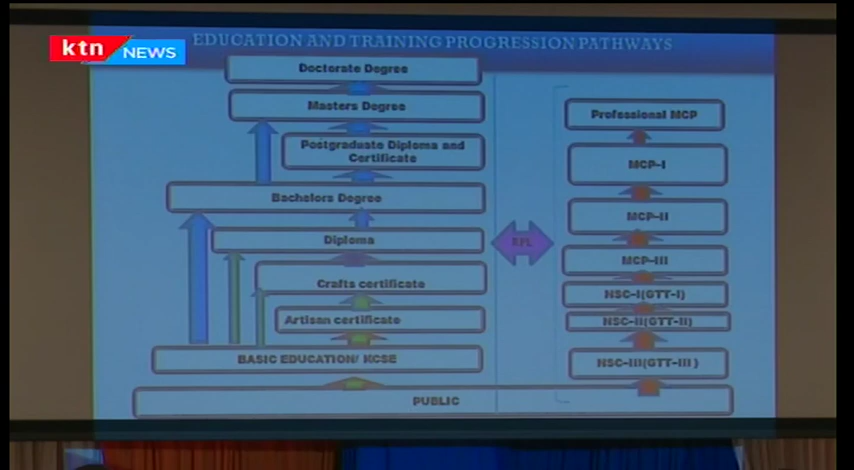 ktn NEWS
EDUCATION AND TRAINING PROGRESSION PATHWAYS
Doctorate Degree
Masters Degree
Postgraduate Diploma and
Certificate
Bachelors Degree
Diploma
Crafts certificate
Artisan certificate
BASIC EDUCATION/ KCSE
PUBLIC
RPL
Professional MCP
MCP-I
MCP-II
MCP-III
NSC-I(GTT-I)
NSC-II(GTT-II)
NSC-III(GTT-III )